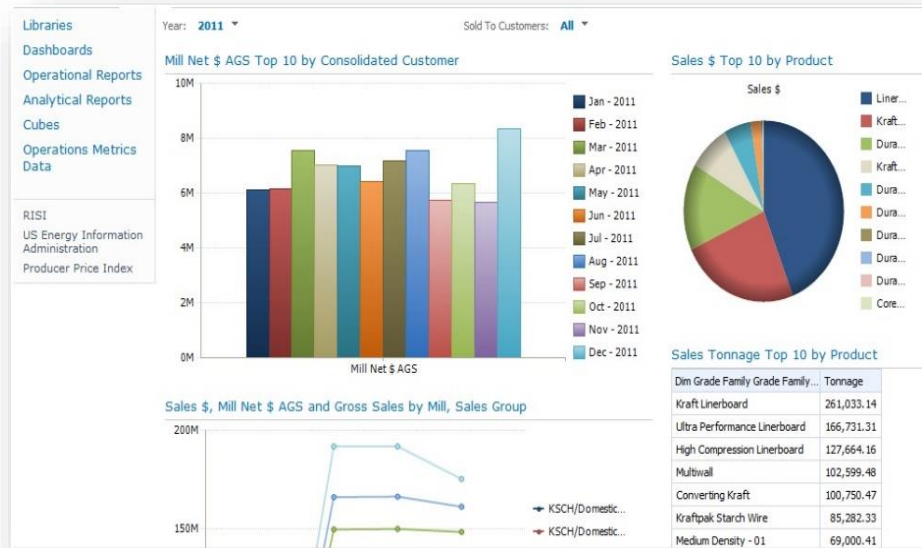 Libraries
Dashboards
Operational Reports
Analytical Reports
Cubes
Operations Metrics
Data
RISI
US Energy Information
Administration
Producer Price Index
Year: 2011
Sold To Customers: All
Mill Net $ AGS Top 10 by Consolidated Customer
10M
8M
6M
4M
2M
0M
Mill Net $ AGS
Jan - 2011
Feb - 2011
Mar - 2011
Apr - 2011
May - 2011
Jun - 2011
Jul - 2011
Aug - 2011
Sep - 2011
Oct - 2011
Nov - 2011
Dec - 2011
Sales $ Top 10 by Product
Sales $
Liner...
Kraft...
Dura...
Kraft...
Dura...
Dura...
Dura...
Dura...
Dura...
Core...
Sales $, Mill Net $ AGS and Gross Sales by Mill, Sales Group
200M
150M
KSCH/Domestic...
KSCH/Domestic...
Sales Tonnage Top 10 by Product
Dim Grade Family Grade Family... Tonnage
Kraft Linerboard 261,033.14
Ultra Performance Linerboard 166,731.31
High Compression Linerboard 127,664.16
Multiwall 102,599.48
Converting Kraft 100,750.47
Kraftpak Starch Wire 85,282.33
Medium Density - 01 69,000.41